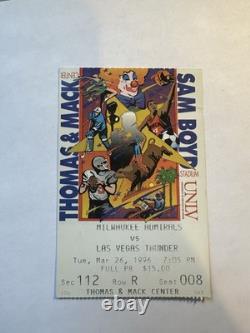 THOMAS & MACK
CENTER
SAM BOYD
STADIUM
UNLV
MILWAUKEE ADMIRALS
VS
LAS VEGAS THUNDER
Tue, Mar 26, 1996 7:05 PM
FULL PR $15.00
Sec 112 Row R Seat 008
THOMAS & MACK CENTER